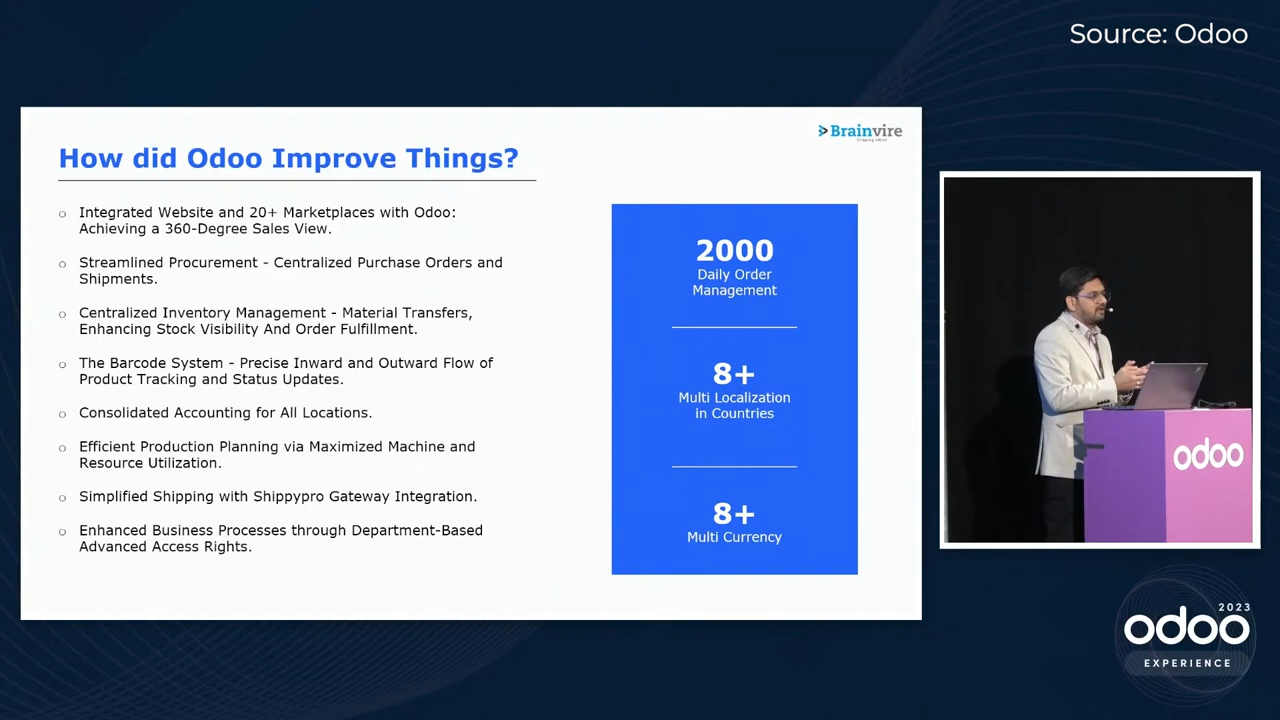 Source: Odoo
Brainvire
How did Odoo Improve Things?
o Integrated Website and 20+ Marketplaces with Odoo:
Achieving a 360-Degree Sales View.
o Streamlined Procurement - Centralized Purchase Orders and
Shipments.
o Centralized Inventory Management - Material Transfers,
Enhancing Stock Visibility And Order Fulfillment.
o The Barcode System - Precise Inward and Outward Flow of
Product Tracking and Status Updates.
o Consolidated Accounting for All Locations.
o Efficient Production Planning via Maximized Machine and
Resource Utilization.
o Simplified Shipping with Shippypro Gateway Integration.
o Enhanced Business Processes through Department-Based
Advanced Access Rights.
2000
Daily Order
Management
8+
Multi Localization
in Countries
8+
Multi Currency
odoo
2023
odoo
EXPERIENCE